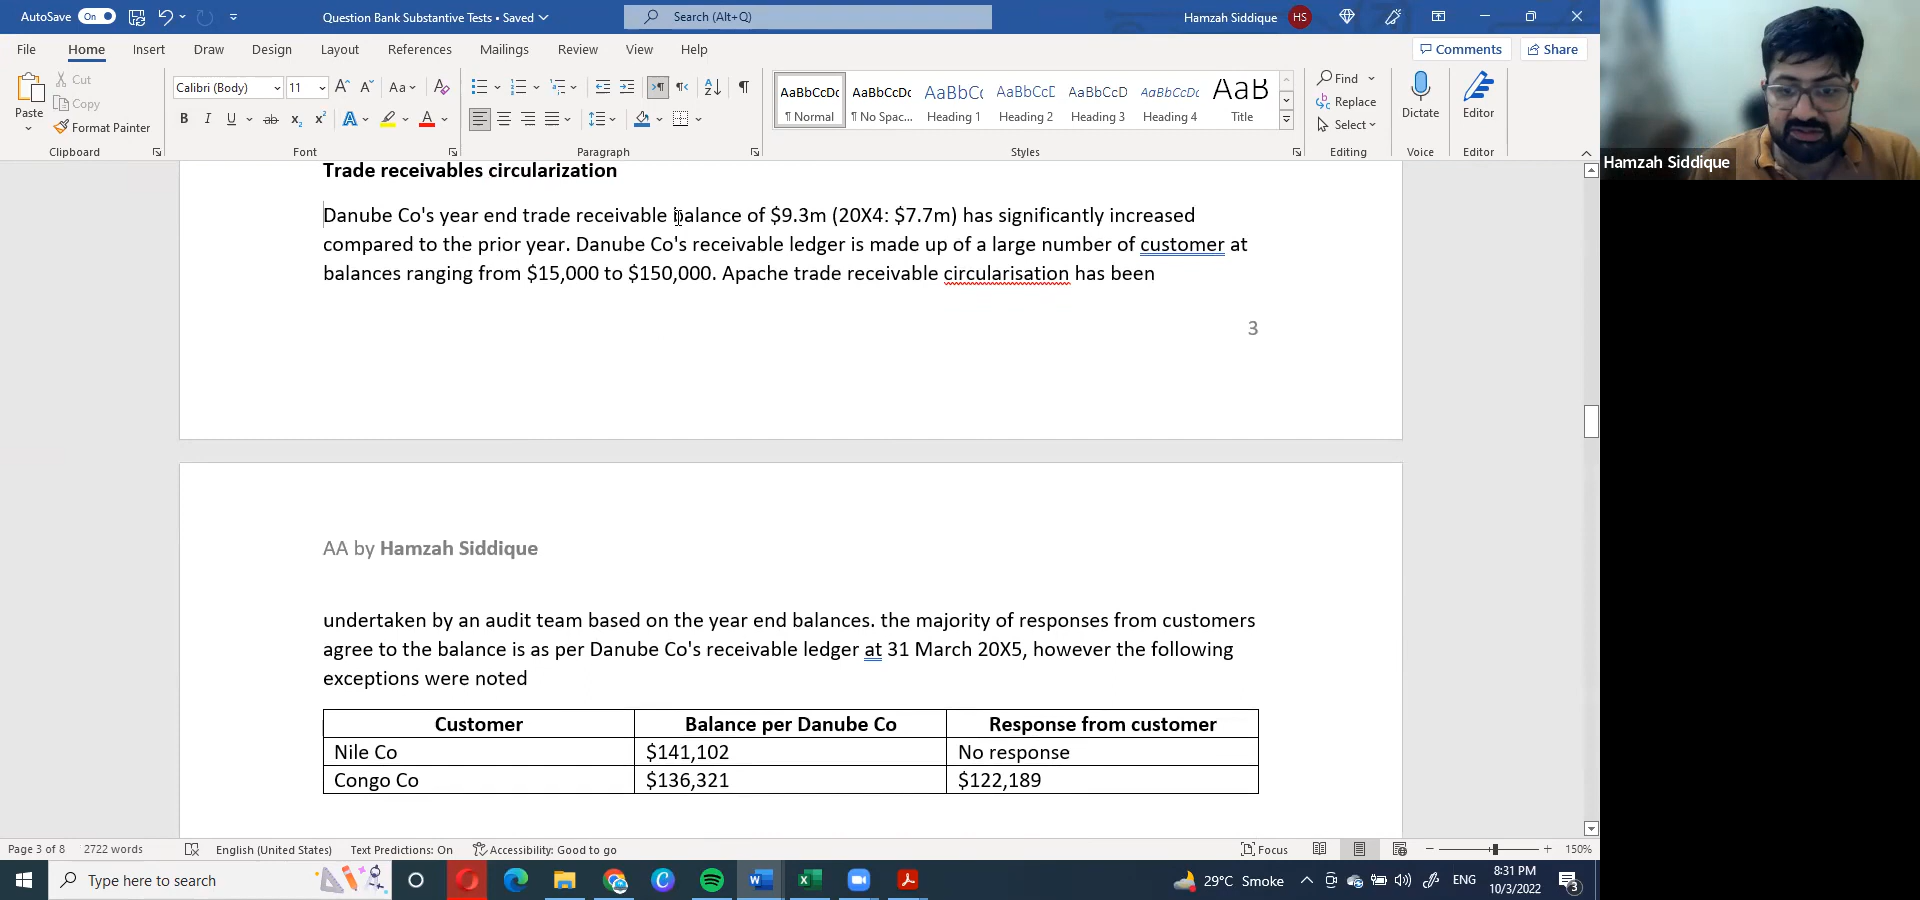 AutoSave On
Question Bank Substantive Tests • Saved
Search (Alt+Q)
Hamzah Siddique HS
File Home Insert Draw Design Layout References Mailings Review View Help
Comments Share
Paste
Cut
Copy
Format Painter
Clipboard
Calibri (Body) 11
Font
Paragraph
AaBbCcDc AaBbCcDc AaBbCc AaBbCcD AaBbCcD AaBbCcDc AaB
¶ Normal ¶ No Spac... Heading 1 Heading 2 Heading 3 Heading 4 Title
Styles
Find
Replace
Select
Editing
Dictate
Voice
Editor
Editor
Hamzah Siddique
Trade receivables circularization
Danube Co's year end trade receivable balance of $9.3m (20X4: $7.7m) has significantly increased
compared to the prior year. Danube Co's receivable ledger is made up of a large number of customer at
balances ranging from $15,000 to $150,000. Apache trade receivable circularisation has been
3
AA by Hamzah Siddique
undertaken by an audit team based on the year end balances. the majority of responses from customers
agree to the balance is as per Danube Co's receivable ledger at 31 March 20X5, however the following
exceptions were noted
Customer Balance per Danube Co Response from customer
Nile Co $141,102 No response
Congo Co $136,321 $122,189
Page 3 of 8 2722 words English (United States) Text Predictions: On Accessibility: Good to go Focus 150%
Type here to search
29°C Smoke ENG
8:31 PM
10/3/2022
3